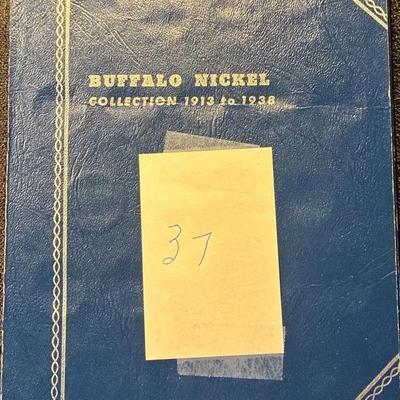 BUFFALO NICKEL
COLLECTION 1913 to 1938
37